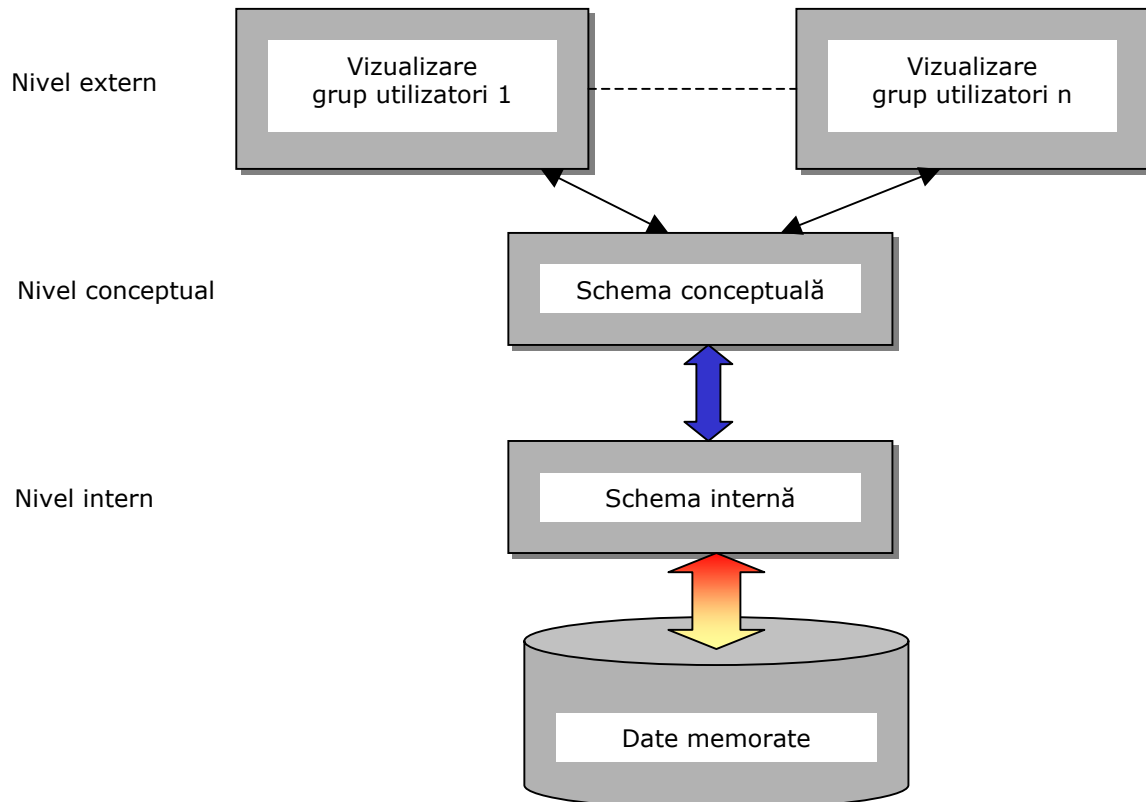 Nivel extern
Vizualizare
grup utilizatori 1
Vizualizare
grup utilizatori n
Nivel conceptual
Schema conceptuală
Nivel intern
Schema internă
Date memorate